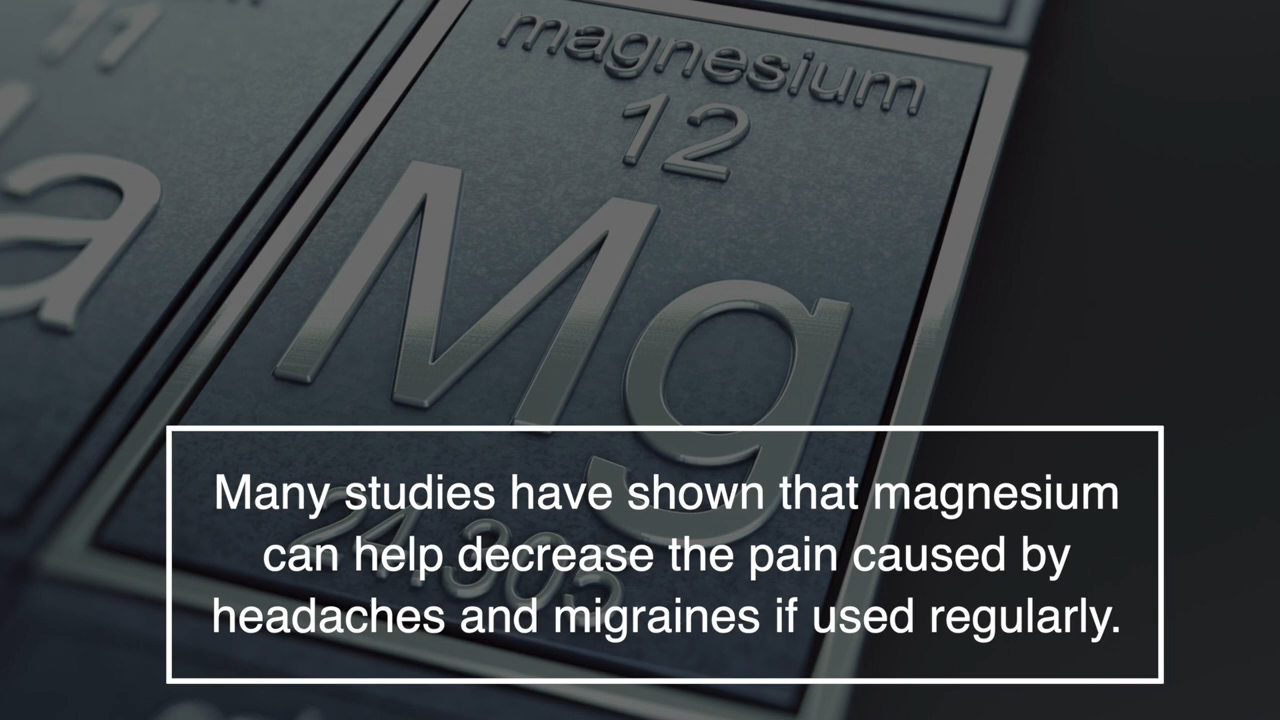 11
a
magnesium
12
Mg
24.305
Many studies have shown that magnesium
can help decrease the pain caused by
headaches and migraines if used regularly.